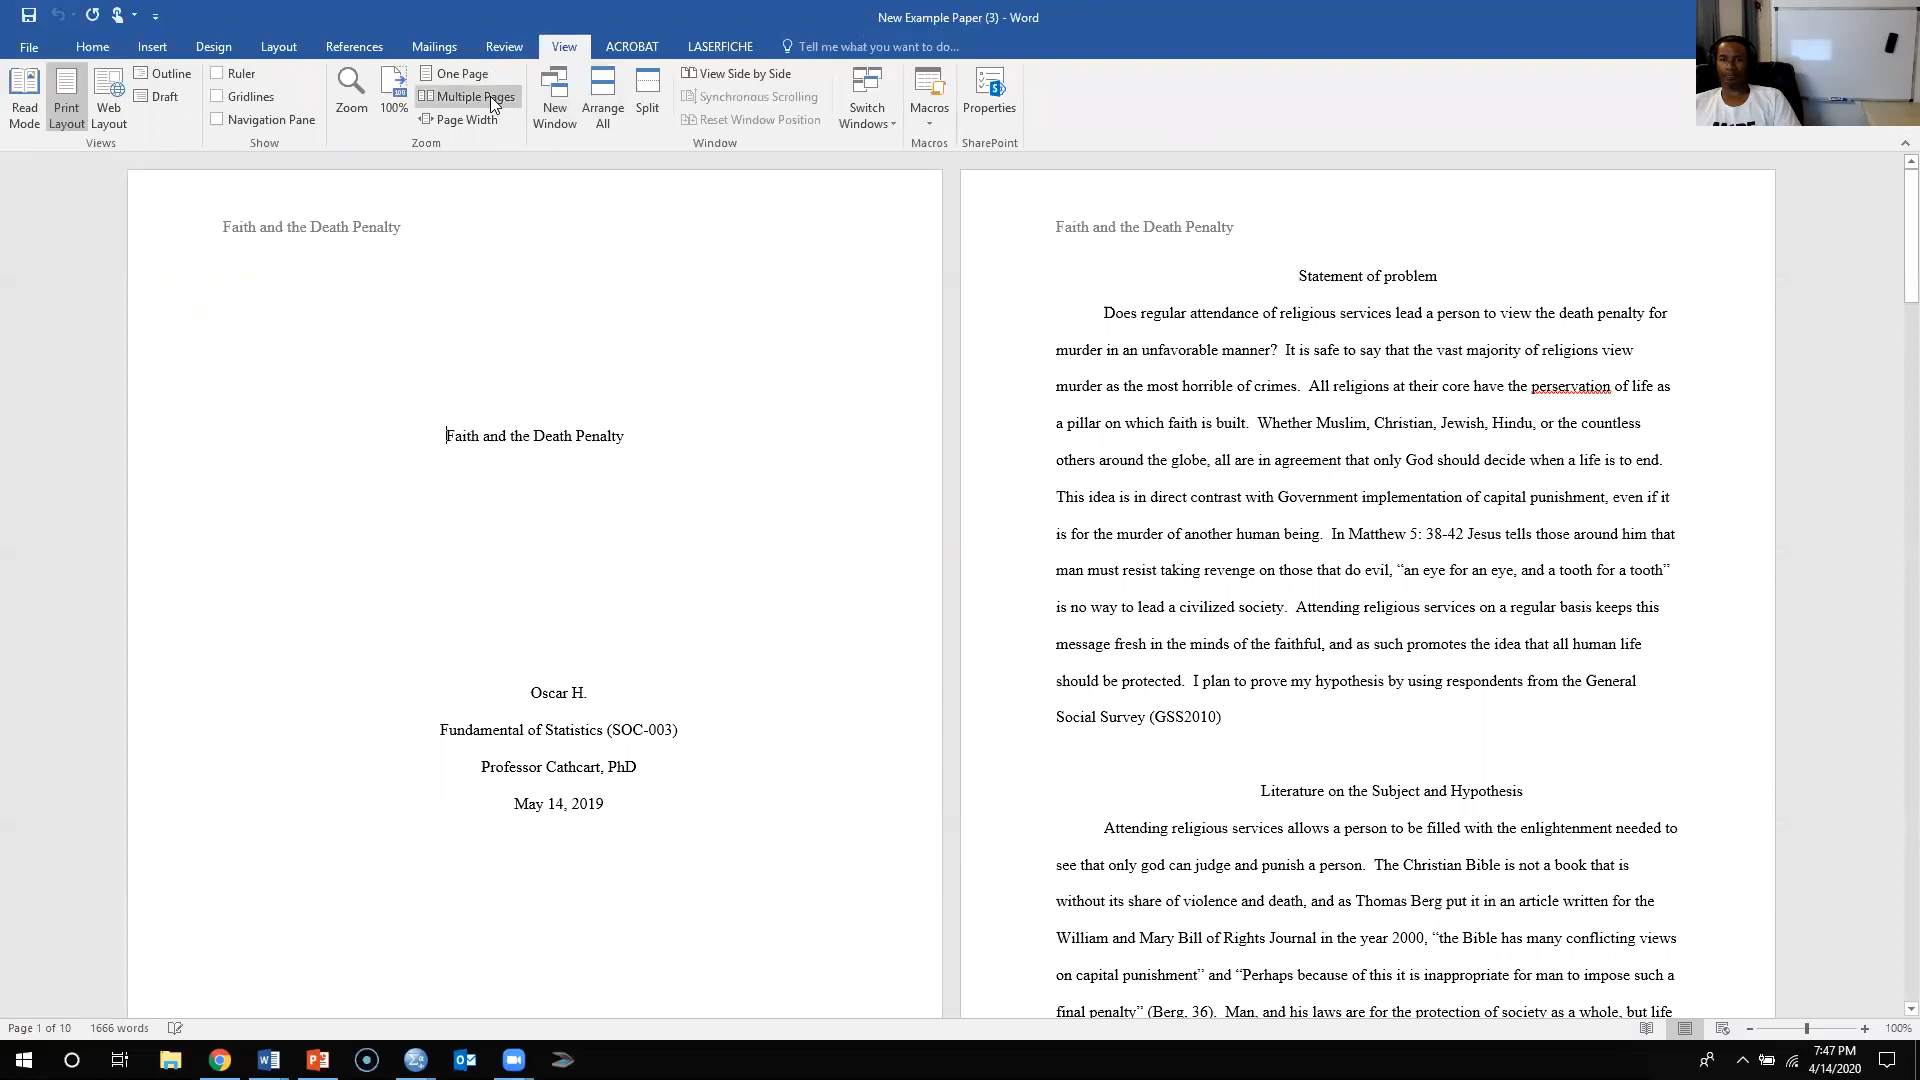 New Example Paper (3) - Word
File Home Insert Design Layout References Mailings Review View ACROBAT LASERFICHE Tell me what you want to do...
Read Mode
Print Layout
Web Layout
Outline
Draft
Views
Ruler
Gridlines
Navigation Pane
Show
Zoom
100%
One Page
Multiple Pages
Page Width
Zoom
New Window
Arrange All
Split
View Side by Side
Synchronous Scrolling
Reset Window Position
Window
Switch Windows
Macros
Macros
Properties
SharePoint
Faith and the Death Penalty
Faith and the Death Penalty
Oscar H.
Fundamental of Statistics (SOC-003)
Professor Cathcart, PhD
May 14, 2019
Faith and the Death Penalty
Statement of problem
Does regular attendance of religious services lead a person to view the death penalty for
murder in an unfavorable manner?  It is safe to say that the vast majority of religions view
murder as the most horrible of crimes.  All religions at their core have the perservation of life as
a pillar on which faith is built.  Whether Muslim, Christian, Jewish, Hindu, or the countless
others around the globe, all are in agreement that only God should decide when a life is to end.
This idea is in direct contrast with Government implementation of capital punishment, even if it
is for the murder of another human being.  In Matthew 5: 38-42 Jesus tells those around him that
man must resist taking revenge on those that do evil, “an eye for an eye, and a tooth for a tooth”
is no way to lead a civilized society.  Attending religious services on a regular basis keeps this
message fresh in the minds of the faithful, and as such promotes the idea that all human life
should be protected.  I plan to prove my hypothesis by using respondents from the General
Social Survey (GSS2010)
Literature on the Subject and Hypothesis
Attending religious services allows a person to be filled with the enlightenment needed to
see that only god can judge and punish a person.  The Christian Bible is not a book that is
without its share of violence and death, and as Thomas Berg put it in an article written for the
William and Mary Bill of Rights Journal in the year 2000, “the Bible has many conflicting views
on capital punishment” and “Perhaps because of this it is inappropriate for man to impose such a
final penalty” (Berg, 36).  Man, and his laws are for the protection of society as a whole, but life
Page 1 of 10 1666 words
100%
7:47 PM
4/14/2020